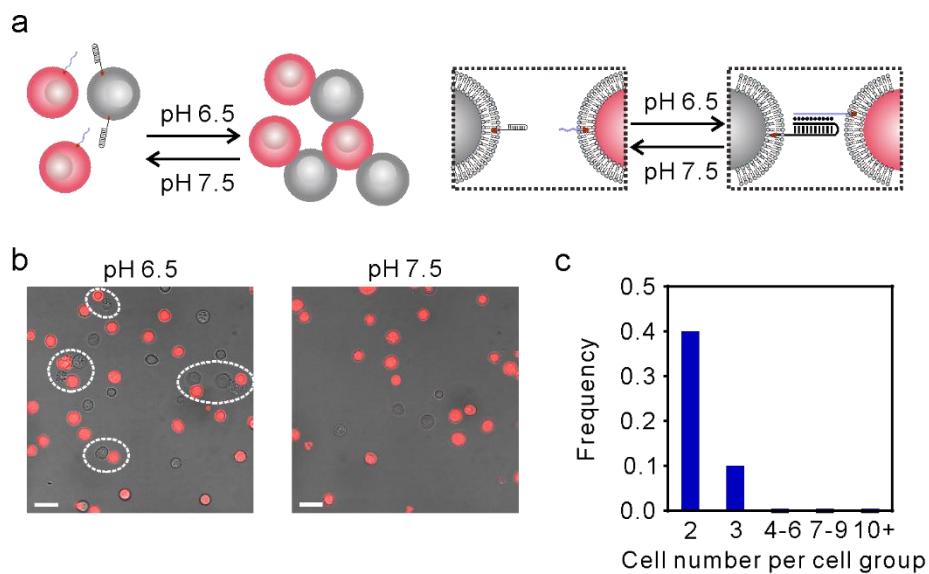 a
pH 6.5
pH 7.5
pH 6.5
pH 7.5
b
pH 6.5
pH 7.5
c
0.5
0.4
0.3
0.2
0.1
0.0
Frequency
2 3 4-6 7-9 10+
Cell number per cell group